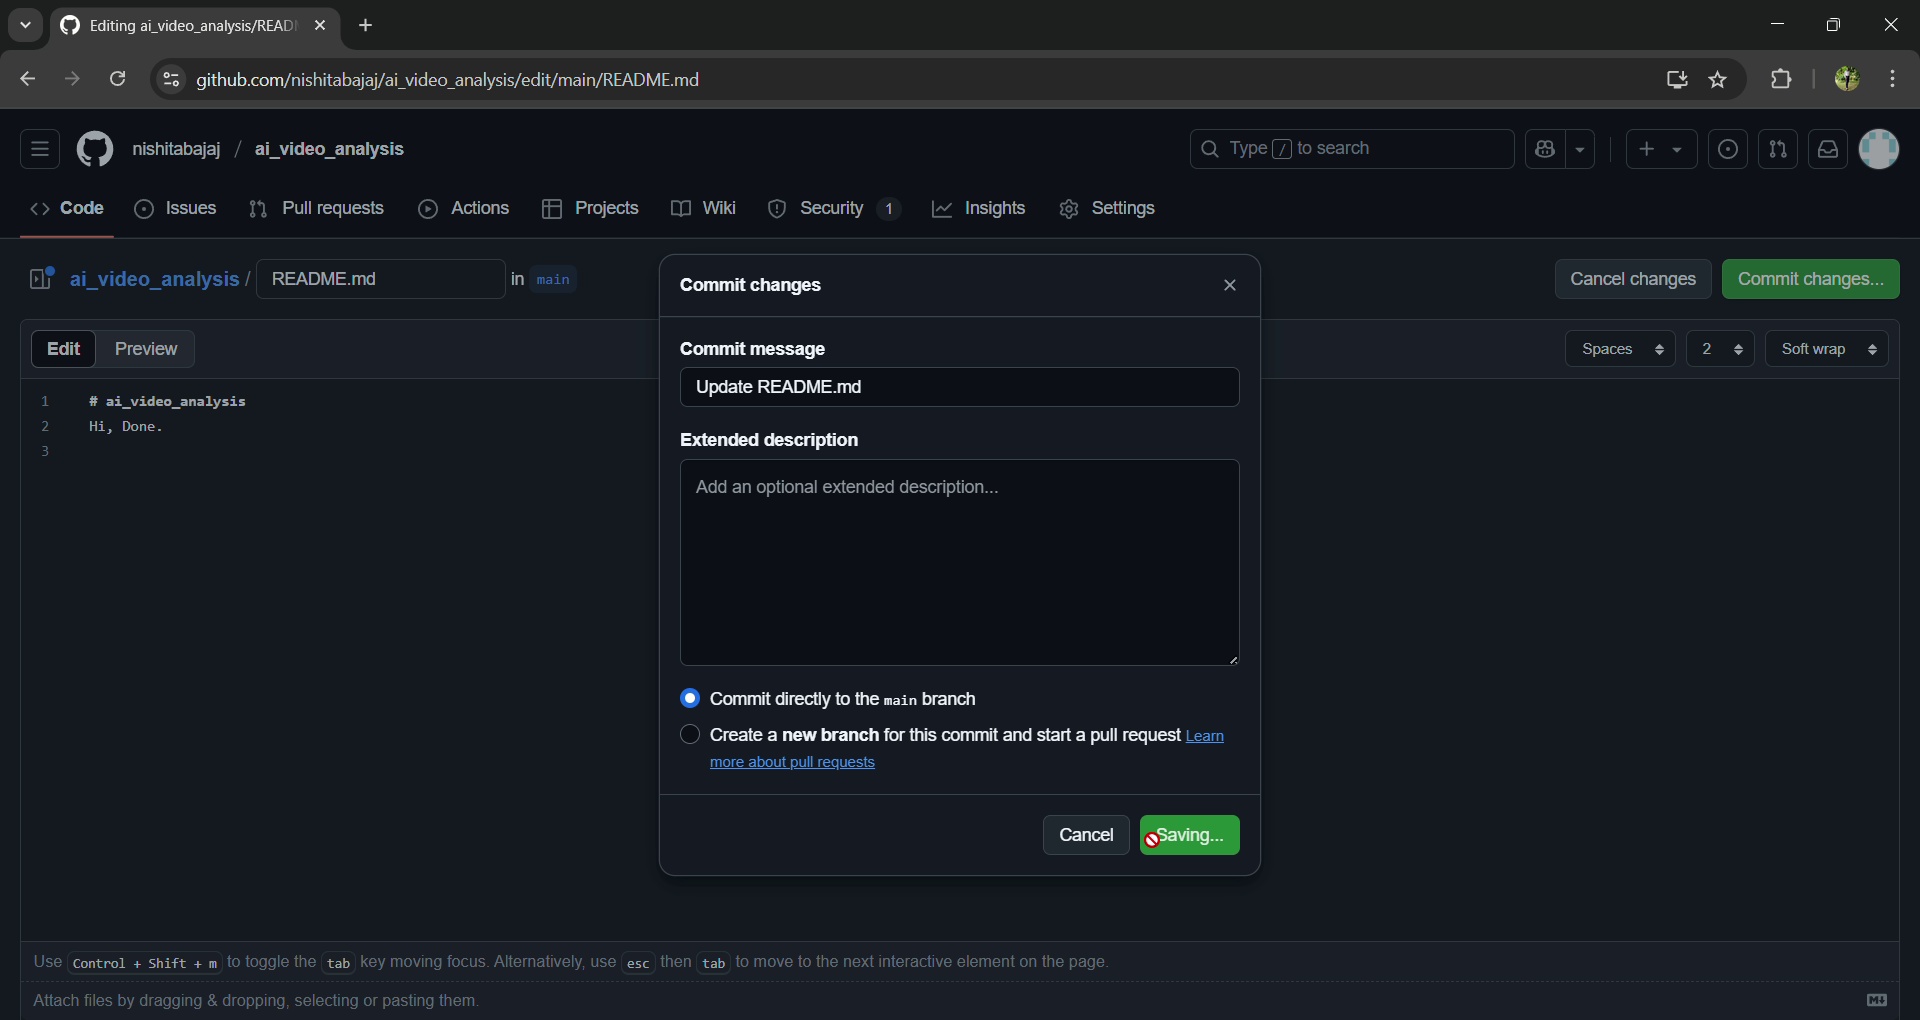 Editing ai_video_analysis/READ
github.com/nishitabajaj/ai_video_analysis/edit/main/README.md
nishitabajaj / ai_video_analysis
Type / to search
Code
Issues
Pull requests
Actions
Projects
Wiki
Security 1
Insights
Settings
ai_video_analysis / README.md in main
Cancel changes
Commit changes...
Edit
Preview
Spaces
2
Soft wrap
1 # ai_video_analysis
2 Hi, Done.
3
Commit changes
Commit message
Update README.md
Extended description
Add an optional extended description...
Commit directly to the main branch
Create a new branch for this commit and start a pull request Learn
more about pull requests
Cancel
Saving...
Use Control + Shift + m to toggle the tab key moving focus. Alternatively, use esc then tab to move to the next interactive element on the page.
Attach files by dragging & dropping, selecting or pasting them.